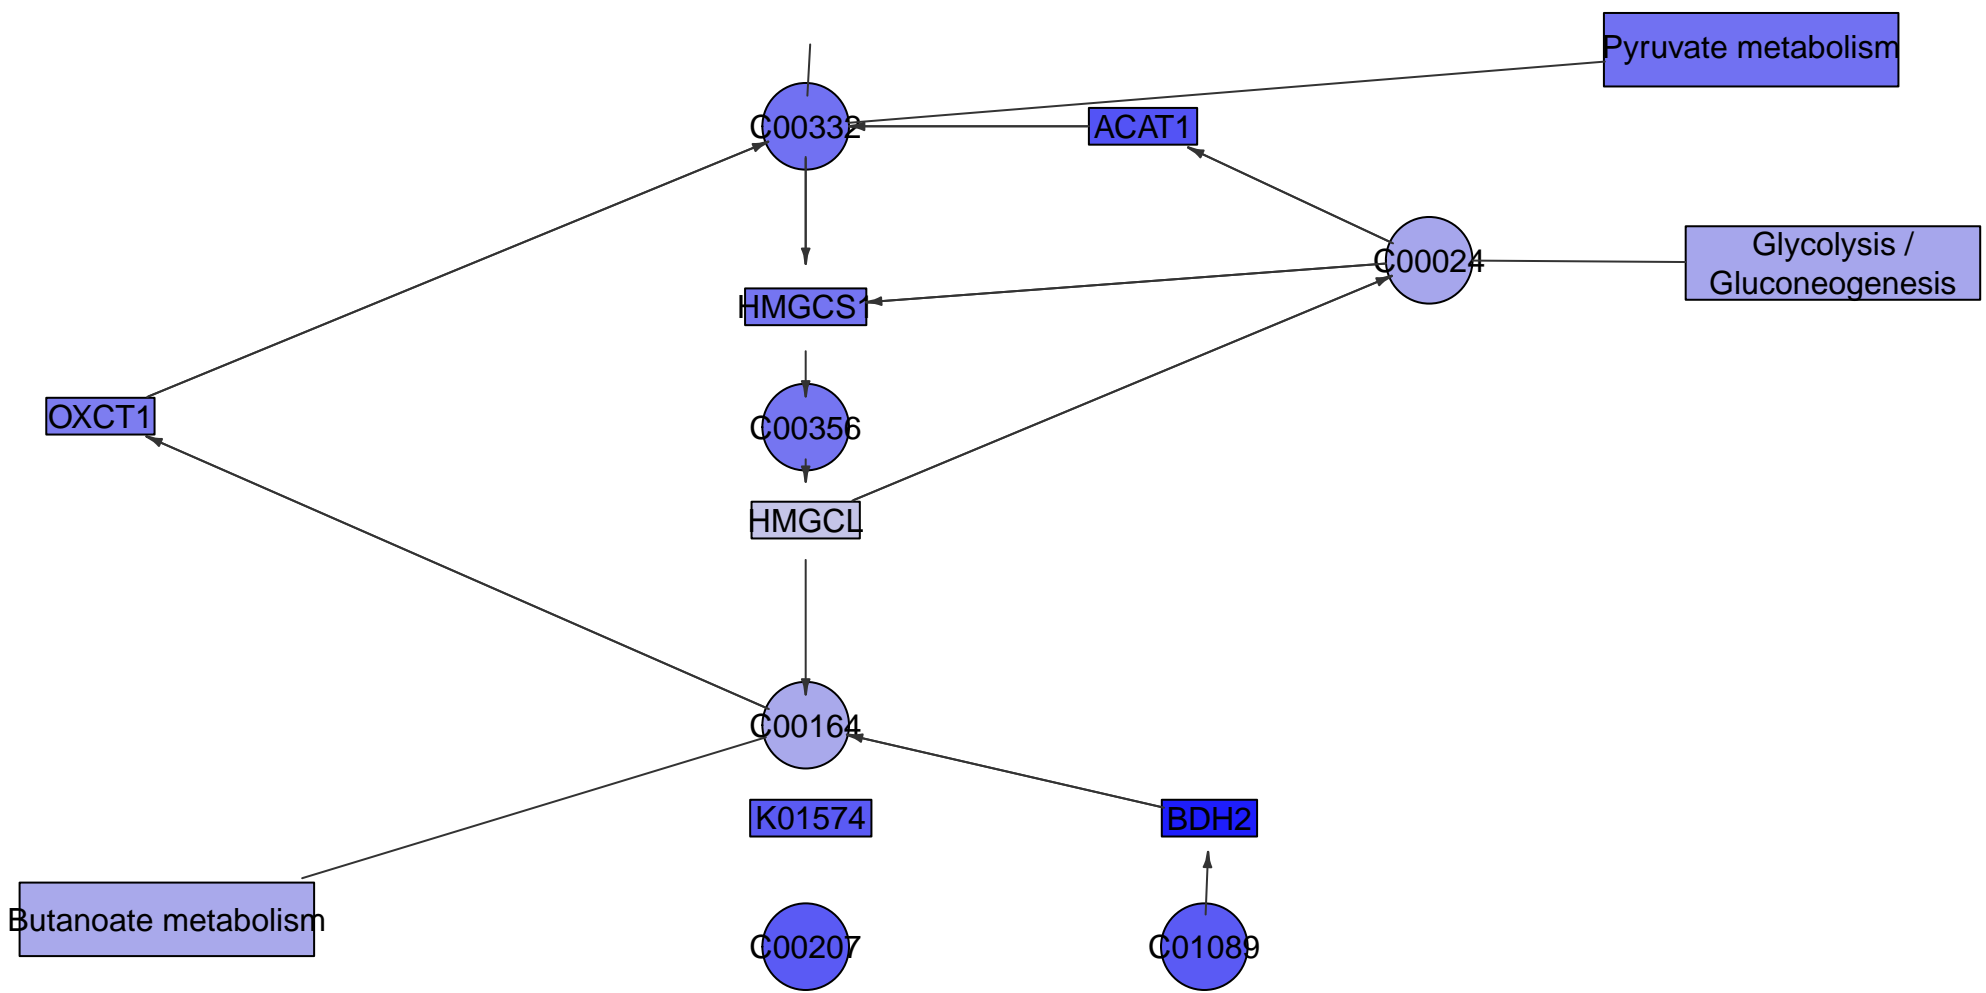 Pyruvate metabolism
C00332
ACAT1
Glycolysis /
Gluconeogenesis
C00024
HMGCS1
OXCT1
C00356
HMGCL
C00164
K01574
BDH2
Butanoate metabolism
C00207
C01089